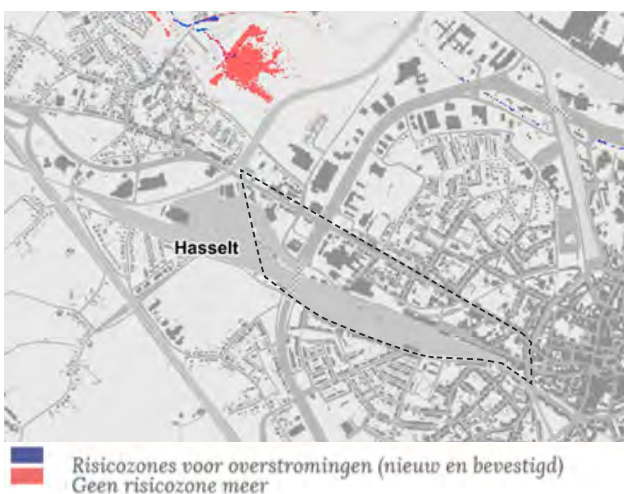 Hasselt
Risicozones voor overstromingen (nieuw en bevestigd)
Geen risicozone meer